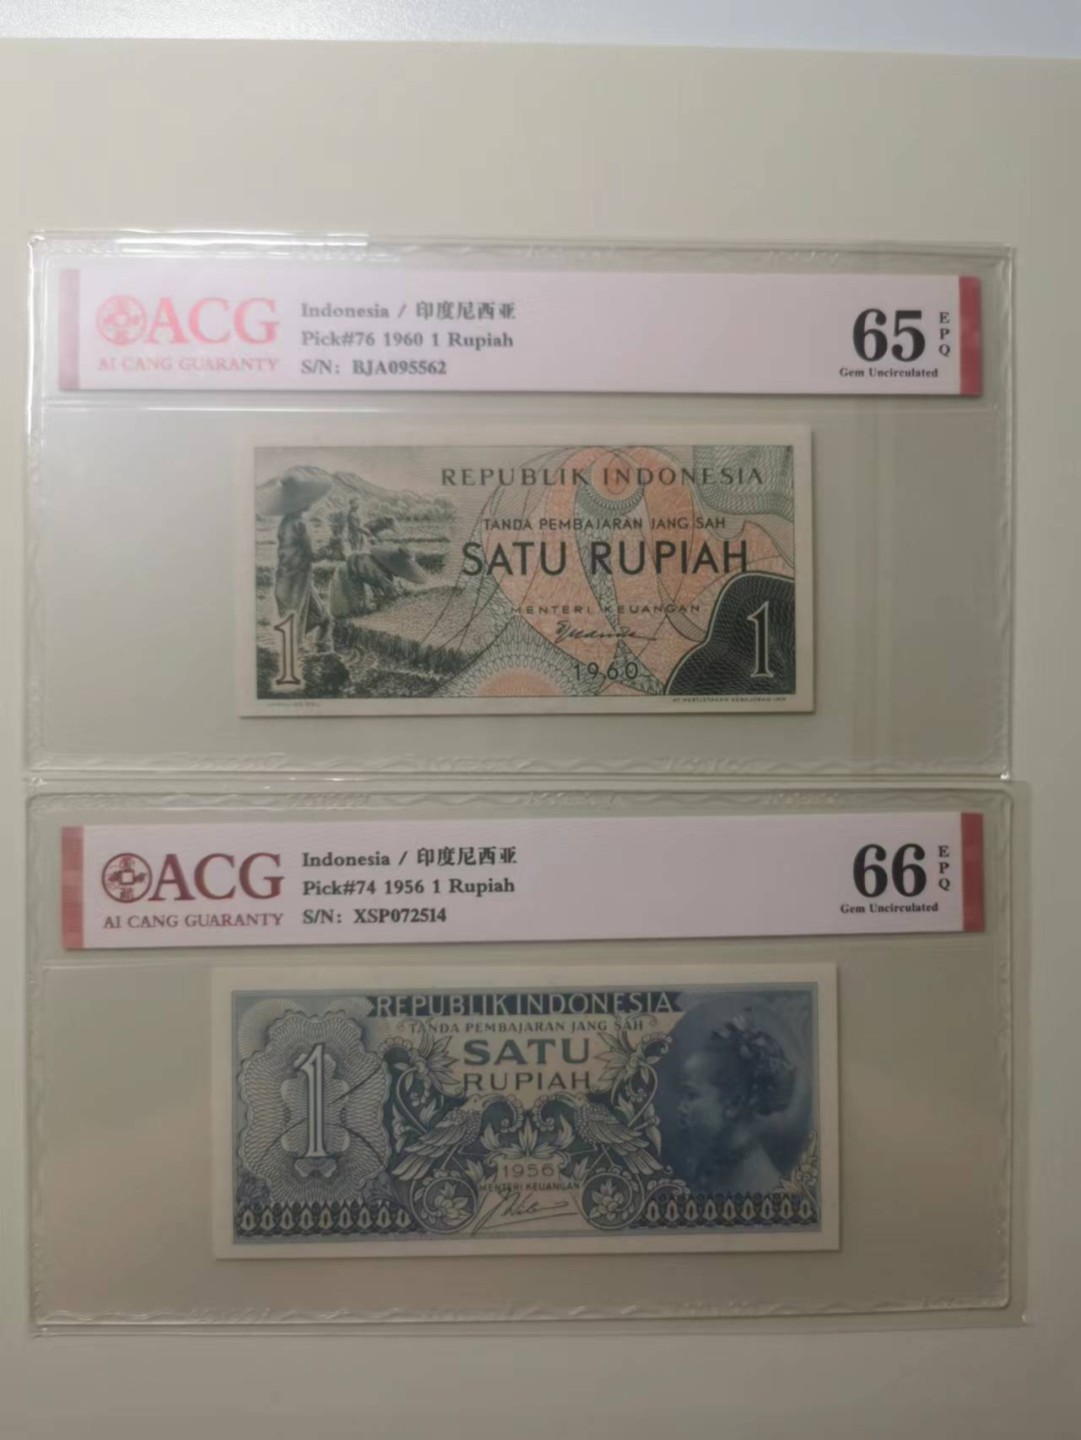 ACG
AI CANG GUARANTY
Indonesia / 印度尼西亚
Pick#76 1960 1 Rupiah
S/N: BJA095562
65
EPQ
Gem Uncirculated
REPUBLIK INDONESIA
TANDA PEMBAJARAN JANG SAH
SATU RUPIAH
MENTERI KEUANGAN
1960
1
1
ACG
AI CANG GUARANTY
Indonesia / 印度尼西亚
Pick#74 1956 1 Rupiah
S/N: XSP072514
66
EPQ
Gem Uncirculated
REPUBLIK INDONESIA
TANDA PEMBAJARAN JANG SAH
SATU
RUPIAH
1
1956
MENTERI KEUANGAN